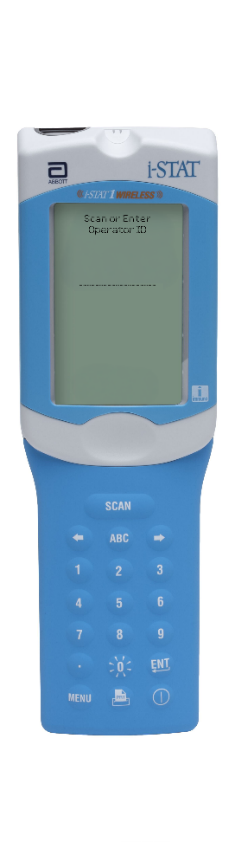 ABBOTT
i-STAT
i-STAT 1 WIRELESS
Scan or Enter
Operator ID
SCAN
ABC
1 2 3
4 5 6
7 8 9
. 0 ENT
MENU